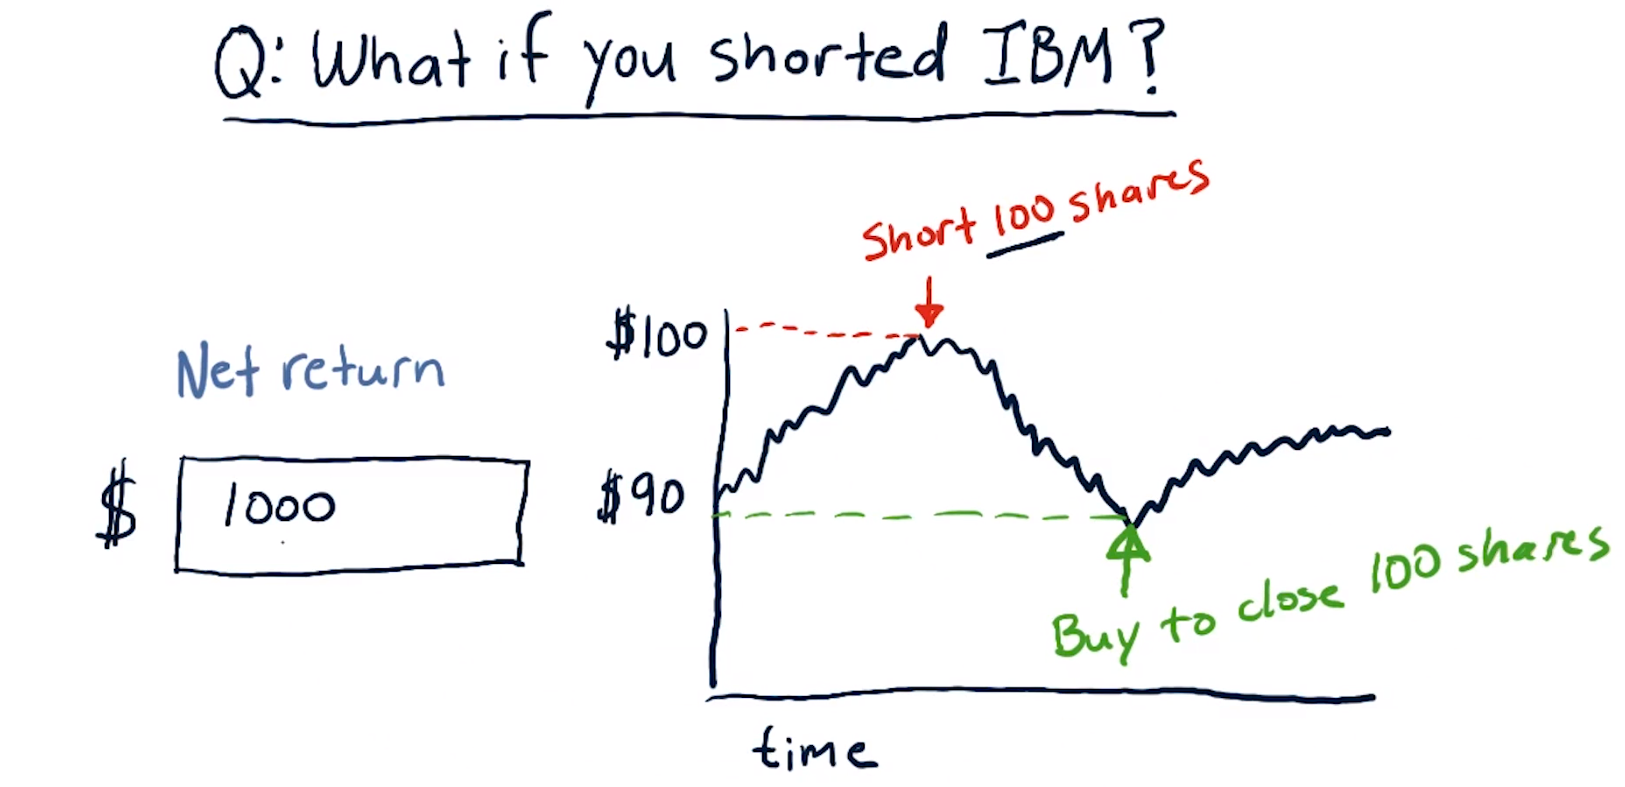 Q: What if you shorted IBM?
Short 100 shares
$100
Net return
$90
$ 1000
Buy to close 100 shares
time